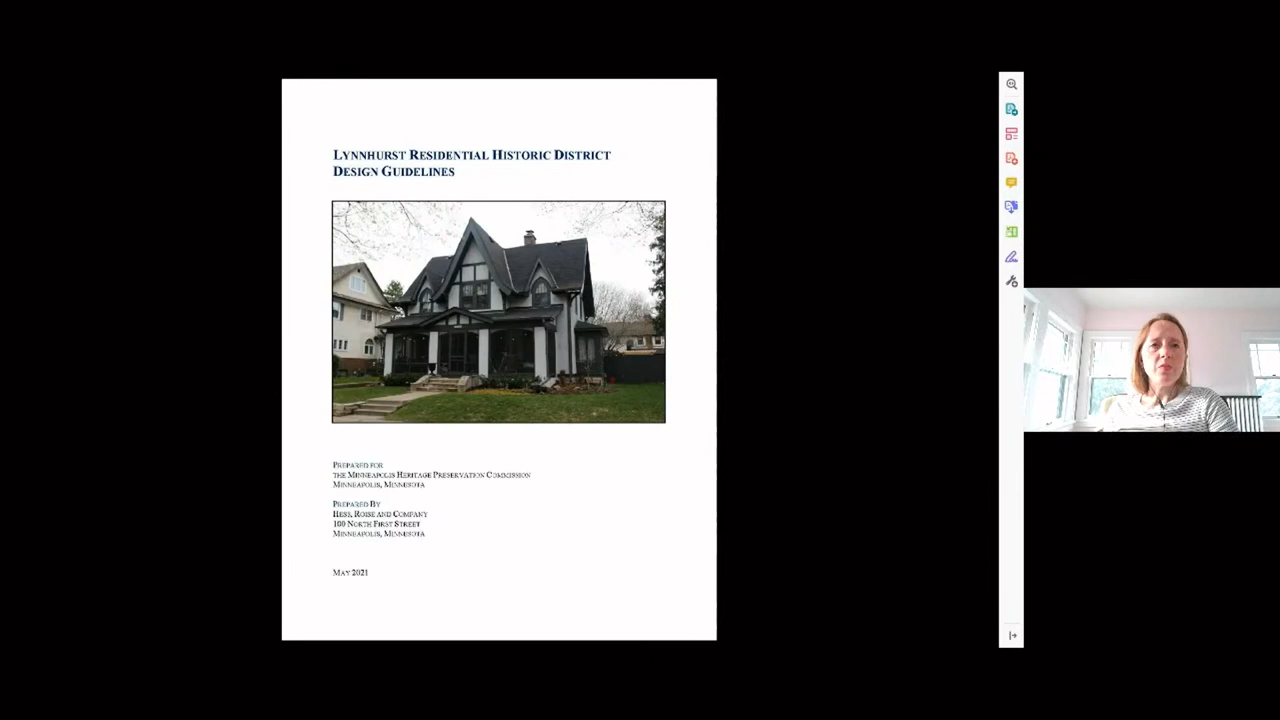 LYNNHURST RESIDENTIAL HISTORIC DISTRICT
DESIGN GUIDELINES
PREPARED FOR
THE MINNEAPOLIS HERITAGE PRESERVATION COMMISSION
MINNEAPOLIS, MINNESOTA
PREPARED BY
HESS, ROISE AND COMPANY
100 NORTH FIRST STREET
MINNEAPOLIS, MINNESOTA
MAY 2021